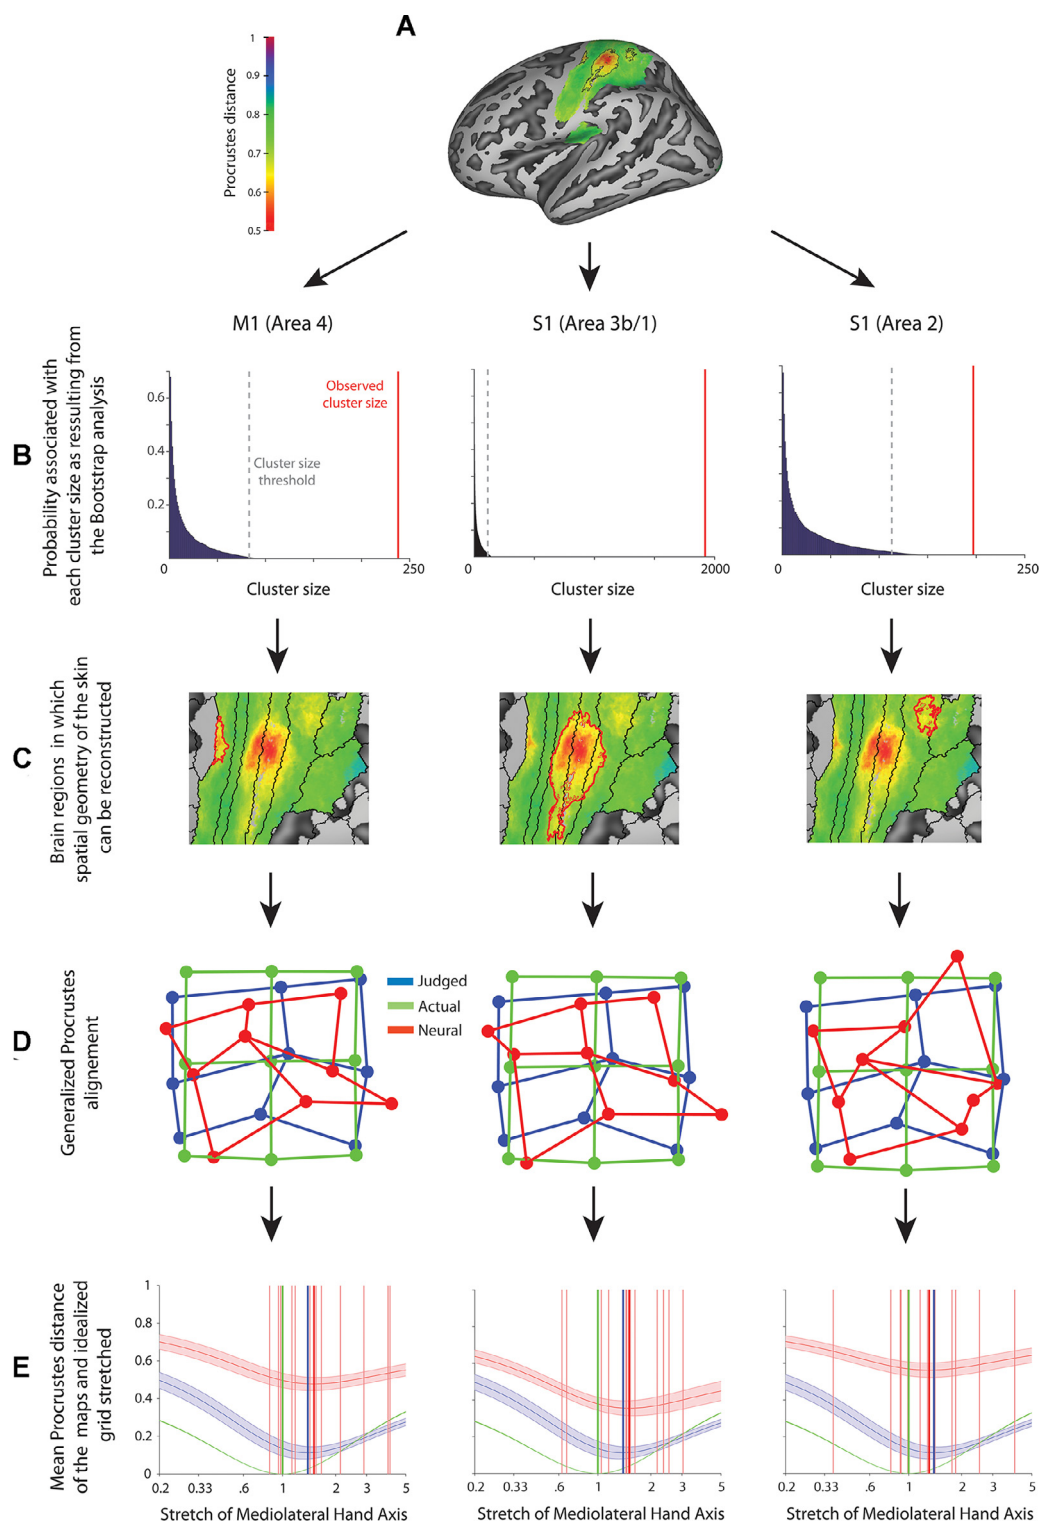 A
Procrustes distance
1
0.9
0.8
0.7
0.6
0.5
M1 (Area 4)
S1 (Area 3b/1)
S1 (Area 2)
B
Probability associated with
each cluster size as ressulting from
the Bootstrap analysis
0.6
0.4
0.2
Observed
cluster size
Cluster size
threshold
0
250
0
2000
0
250
Cluster size
Cluster size
Cluster size
C
Brain regions in which
spatial geometry of the skin
can be reconstructed
D
Generalized Procrustes
alignement
Judged
Actual
Neural
E
Mean Procrustes distance
of the maps and idealized
grid stretched
1
0.8
0.6
0.4
0.2
0
0.2 0.33 .6 1 2 3 5
0.2 0.33 .6 1 .2 3 5
0.2 0.33 .6 1 2 3 5
Stretch of Mediolateral Hand Axis
Stretch of Mediolateral Hand Axis
Stretch of Mediolateral Hand Axis